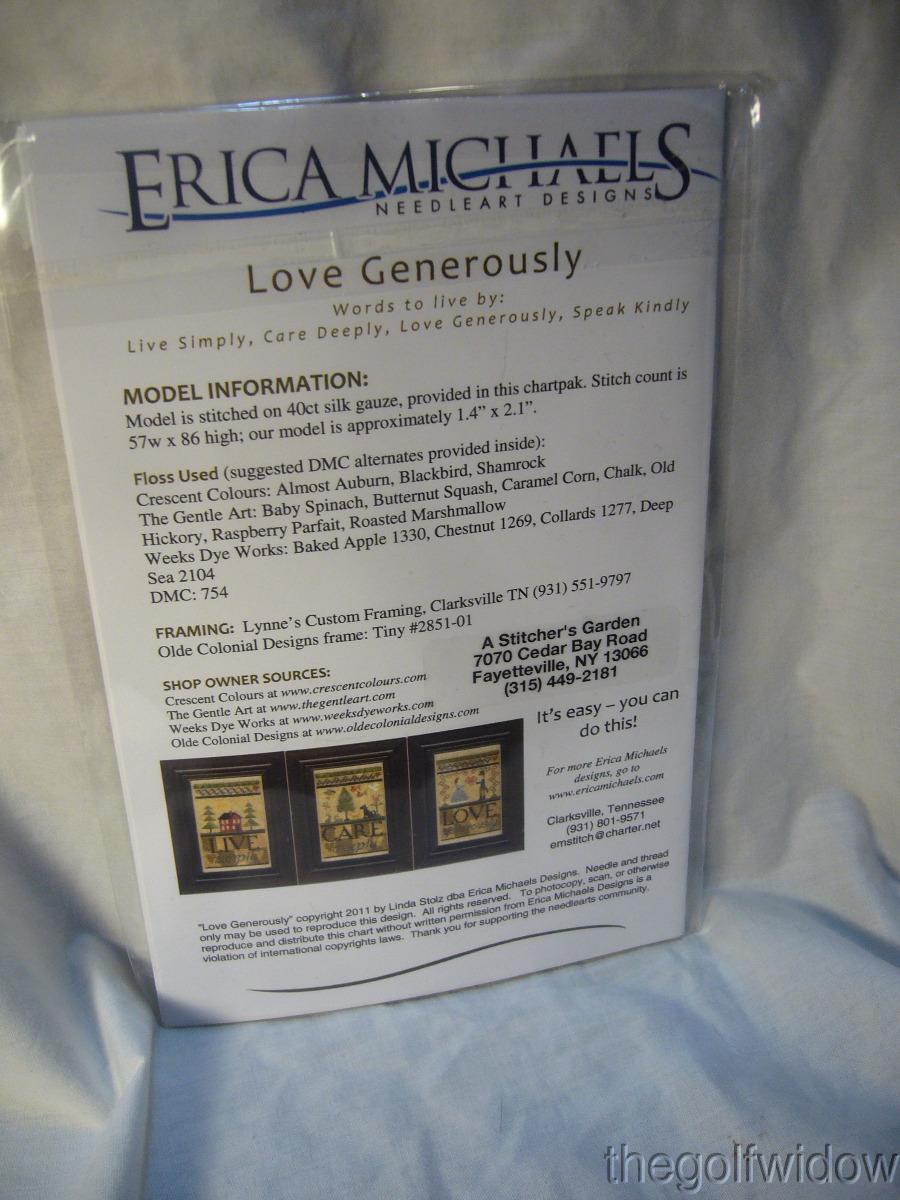 ERICA MICHAELS
NEEDLEART DESIGNS
Love Generously
Words to live by:
Live Simply, Care Deeply, Love Generously, Speak Kindly
MODEL INFORMATION:
Model is stitched on 40ct silk gauze, provided in this chartpak. Stitch count is
57w x 86 high; our model is approximately 1.4” x 2.1”.
Floss Used (suggested DMC alternates provided inside):
Crescent Colours: Almost Auburn, Blackbird, Shamrock
The Gentle Art: Baby Spinach, Butternut Squash, Caramel Corn, Chalk, Old
Hickory, Raspberry Parfait, Roasted Marshmallow
Weeks Dye Works: Baked Apple 1330, Chestnut 1269, Collards 1277, Deep
Sea 2104
DMC: 754
FRAMING: Lynne’s Custom Framing, Clarksville TN (931) 551-9797
Olde Colonial Designs frame: Tiny #2851-01
SHOP OWNER SOURCES:
Crescent Colours at www.crescentcolours.com
The Gentle Art at www.thegentleart.com
Weeks Dye Works at www.weeksdyeworks.com
Olde Colonial Designs at www.oldecolonialdesigns.com
A Stitcher's Garden
7070 Cedar Bay Road
Fayetteville, NY 13066
(315) 449-2181
It’s easy – you can
do this!
For more Erica Michaels
designs, go to
www.ericamichaels.com
Clarksville, Tennessee
(931) 801-9571
emstitch@charter.net
LIVE
CARE
LOVE
"Love Generously" copyright 2011 by Linda Stolz dba Erica Michaels Designs. Needle and thread
only may be used to reproduce this design. All rights reserved. To photocopy, scan, or otherwise
reproduce and distribute this chart without written permission from Erica Michaels Designs is a
violation of international copyrights laws. Thank you for supporting the needlearts community.
thegolfwidow